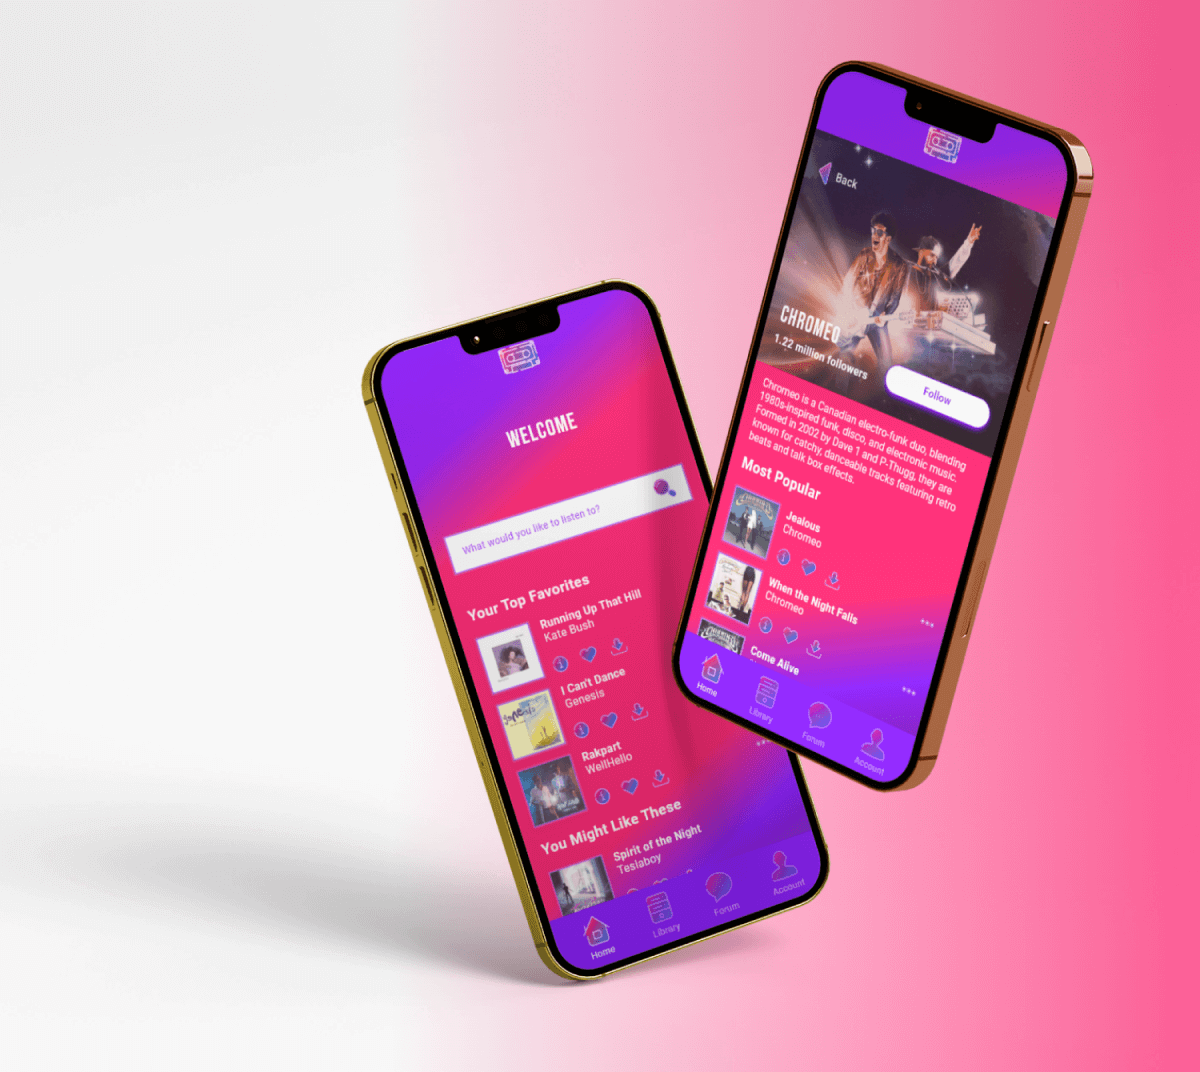 WELCOME
What would you like to listen to?
Your Top Favorites
Running Up That Hill
Kate Bush
I Can't Dance
Genesis
Rakpart
WellHello
You Might Like These
Spirit of the Night
Teslaboy
Home
Library
Forum
Account
Back
CHROMEO
1.22 million followers
Follow
Chromeo is a Canadian electro-funk duo, blending
1980s-inspired funk, disco, and electronic music.
Formed in 2002 by Dave 1 and P-Thugg, they are
known for catchy, danceable tracks featuring retro
beats and talk box effects.
Most Popular
Jealous
Chromeo
When the Night Falls
Chromeo
Come Alive
Home
Library
Forum
Account